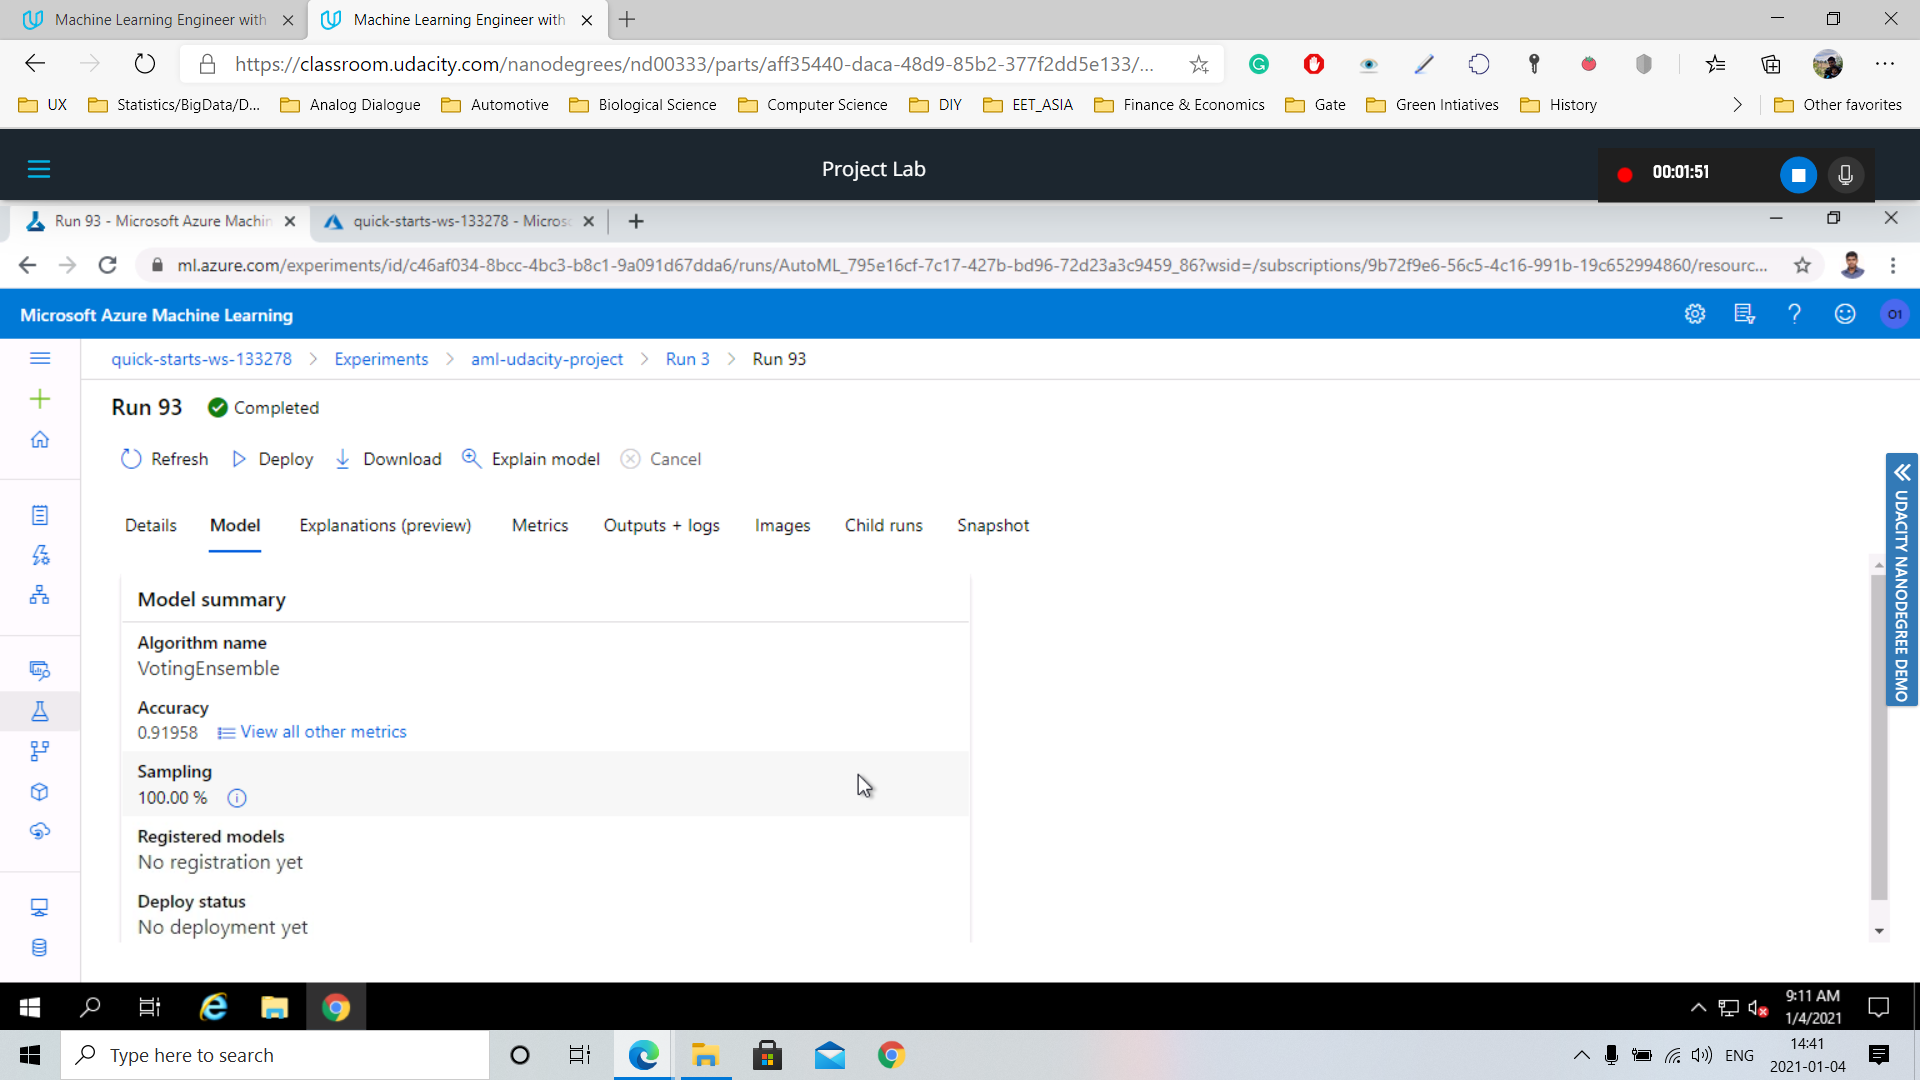 Machine Learning Engineer with
Machine Learning Engineer with
https://classroom.udacity.com/nanodegrees/nd00333/parts/aff35440-daca-48d9-85b2-377f2dd5e133/...
UX
Statistics/BigData/D...
Analog Dialogue
Automotive
Biological Science
Computer Science
DIY
EET_ASIA
Finance & Economics
Gate
Green Intiatives
History
Other favorites
Project Lab
00:01:51
Run 93 - Microsoft Azure Machin
quick-starts-ws-133278 - Micros
ml.azure.com/experiments/id/c46af034-8bcc-4bc3-b8c1-9a091d67dda6/runs/AutoML_795e16cf-7c17-427b-bd96-72d23a3c9459_86?wsid=/subscriptions/9b72f9e6-56c5-4c16-991b-19c652994860/resourc...
Microsoft Azure Machine Learning
O1
quick-starts-ws-133278 > Experiments > aml-udacity-project > Run 3 > Run 93
Run 93 Completed
Refresh Deploy Download Explain model Cancel
Details Model Explanations (preview) Metrics Outputs + logs Images Child runs Snapshot
UDACITY NANODEGREE DEMO
Model summary
Algorithm name
VotingEnsemble
Accuracy
0.91958 View all other metrics
Sampling
100.00 %
Registered models
No registration yet
Deploy status
No deployment yet
9:11 AM
1/4/2021
Type here to search
ENG
14:41
2021-01-04